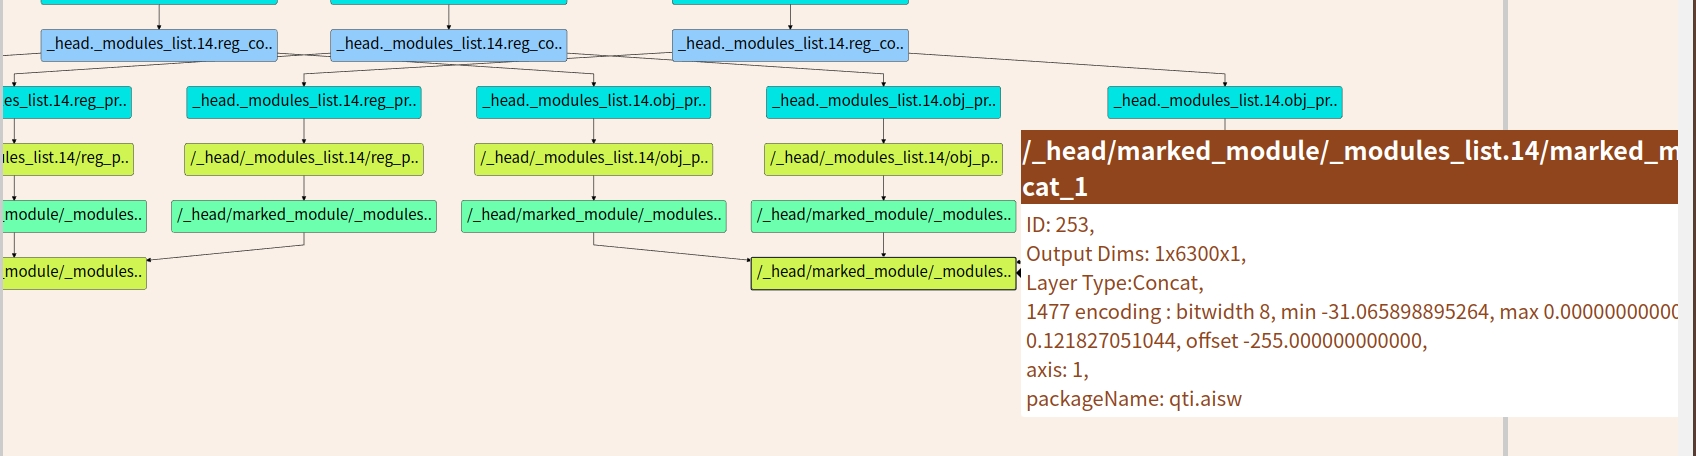 _head._modules_list.14.reg_co.. _head._modules_list.14.reg_co.. _head._modules_list.14.reg_co..
es_list.14.reg_pr.. _head._modules_list.14.reg_pr.. _head._modules_list.14.obj_pr.. _head._modules_list.14.obj_pr.. _head._modules_list.14.obj_pr..
les_list.14/reg_p.. /_head/_modules_list.14/reg_p.. /_head/_modules_list.14/obj_p.. /_head/_modules_list.14/obj_p..
_module/_modules.. /_head/marked_module/_modules.. /_head/marked_module/_modules.. /_head/marked_module/_modules..
_module/_modules.. /_head/marked_module/_modules..
/_head/marked_module/_modules_list.14/marked_m
cat_1
ID: 253,
Output Dims: 1x6300x1,
Layer Type:Concat,
1477 encoding : bitwidth 8, min -31.065898895264, max 0.00000000000
0.121827051044, offset -255.000000000000,
axis: 1,
packageName: qti.aisw